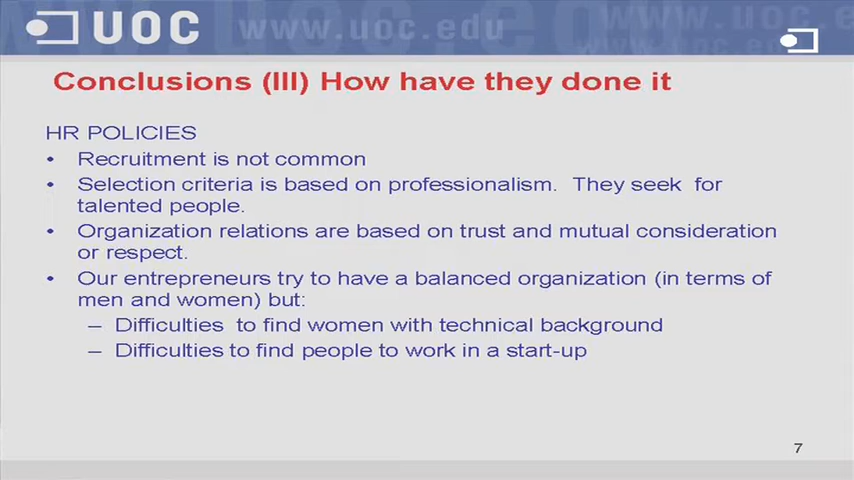 UOC www.uoc.edu
Conclusions (III) How have they done it
HR POLICIES
• Recruitment is not common
• Selection criteria is based on professionalism. They seek for
talented people.
• Organization relations are based on trust and mutual consideration
or respect.
• Our entrepreneurs try to have a balanced organization (in terms of
men and women) but:
– Difficulties to find women with technical background
– Difficulties to find people to work in a start-up
7